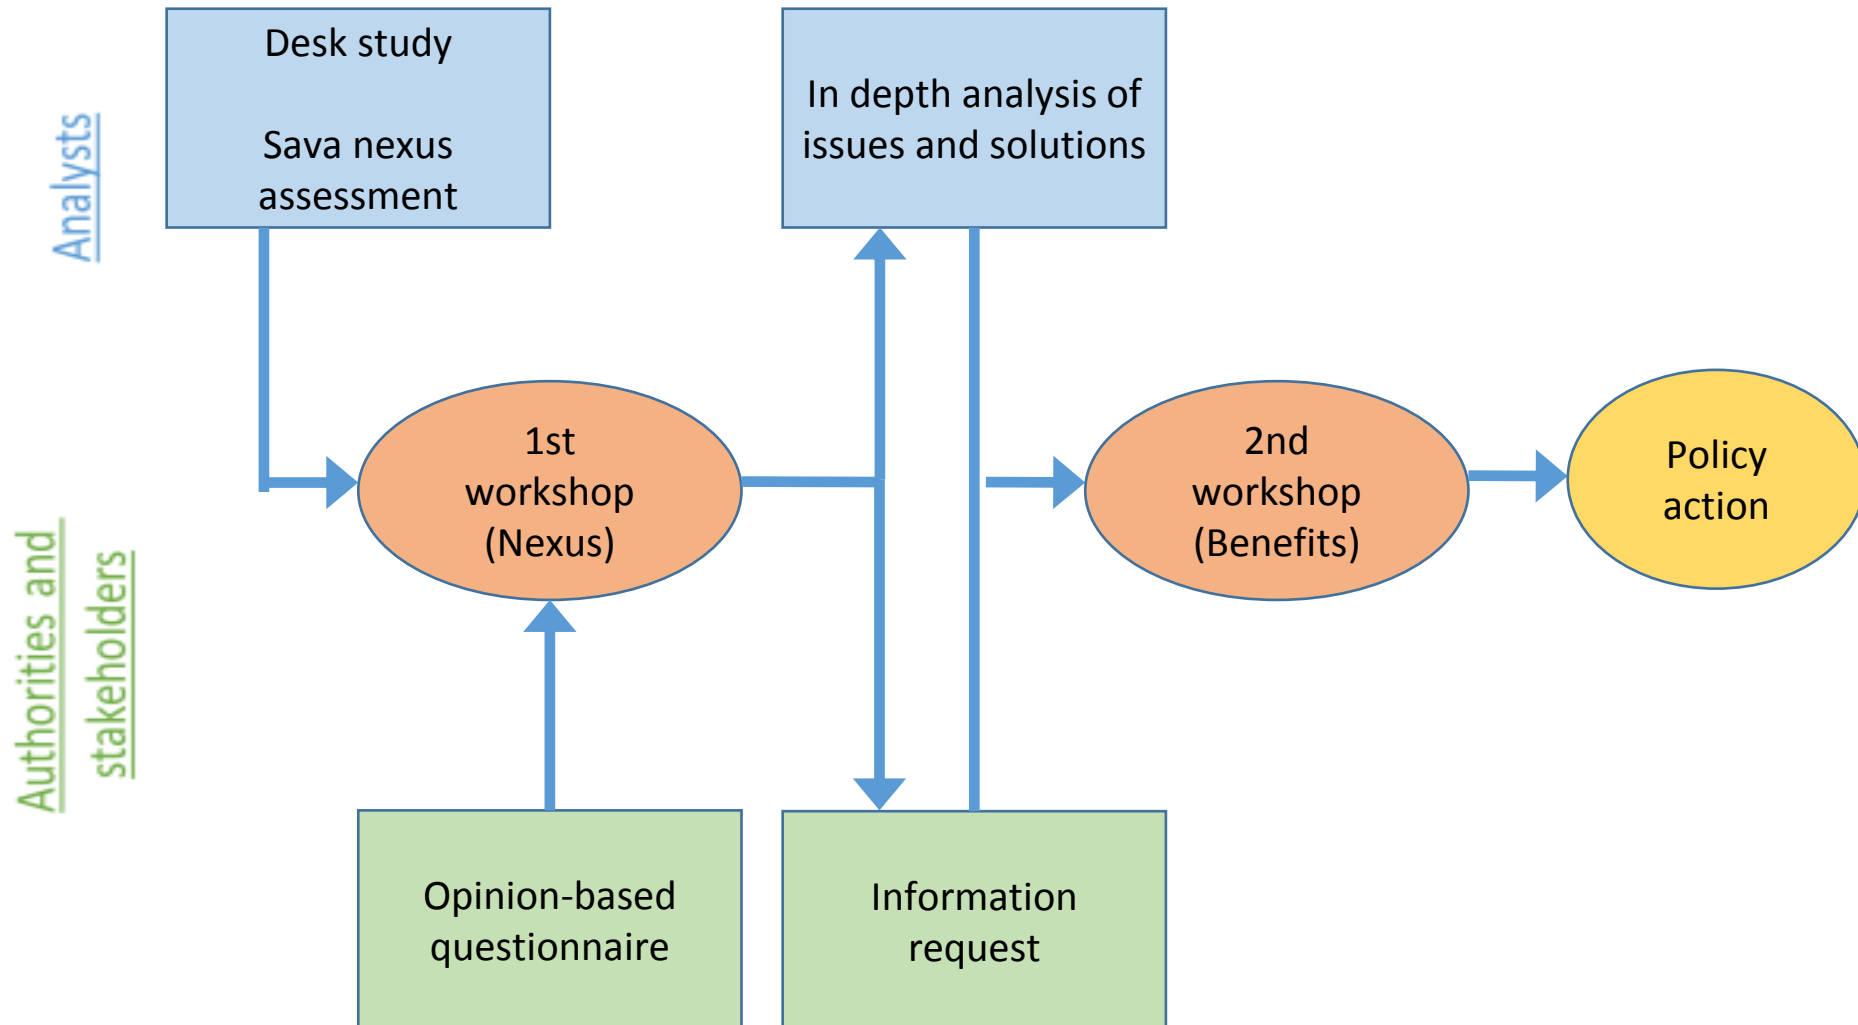 Desk study
Sava nexus
assessment
In depth analysis of
issues and solutions
Analysts
1st
workshop
(Nexus)
2nd
workshop
(Benefits)
Policy
action
Authorities and
stakeholders
Opinion-based
questionnaire
Information
request